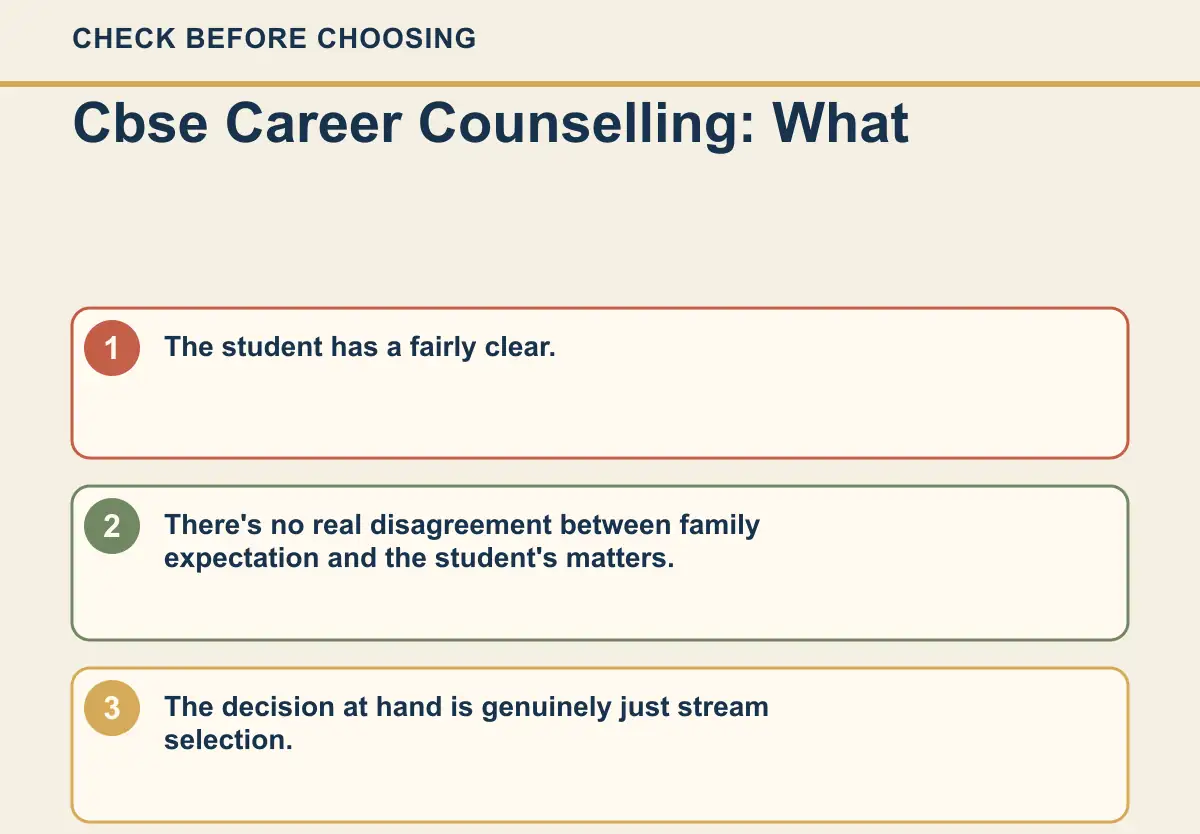 CHECK BEFORE CHOOSING
Cbse Career Counselling: What
1
The student has a fairly clear.
2
There's no real disagreement between family
expectation and the student's matters.
3
The decision at hand is genuinely just stream
selection.